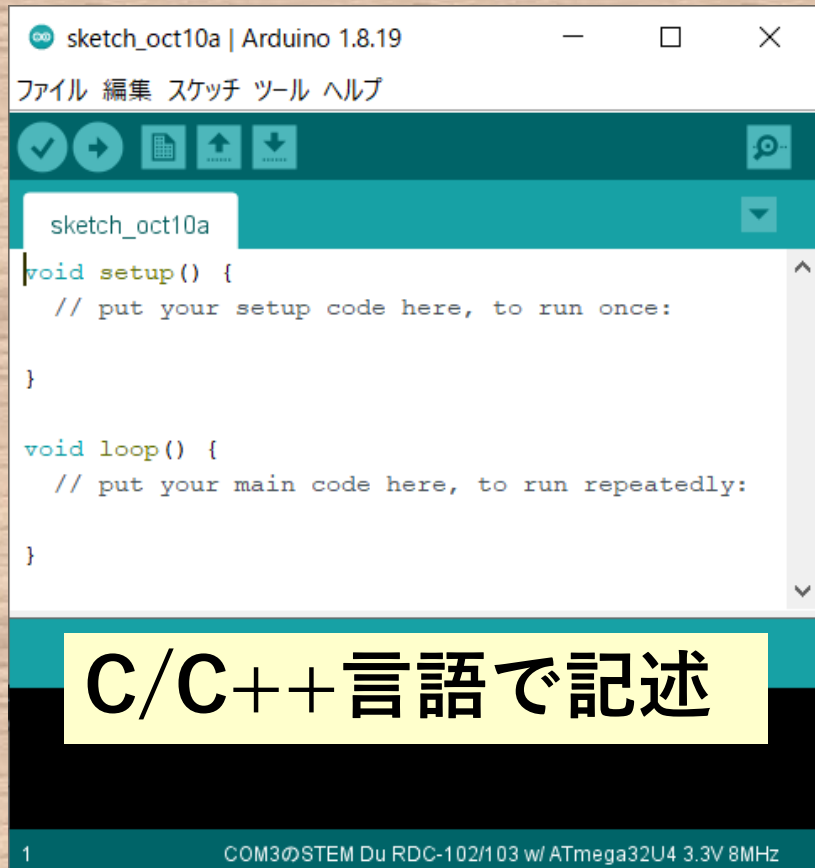 sketch_oct10a | Arduino 1.8.19
ファイル 編集 スケッチ ツール ヘルプ
sketch_oct10a
void setup() {
  // put your setup code here, to run once:
}
void loop() {
  // put your main code here, to run repeatedly:
}
C/C++言語で記述
1 COM3のSTEM Du RDC-102/103 w/ ATmega32U4 3.3V 8MHz